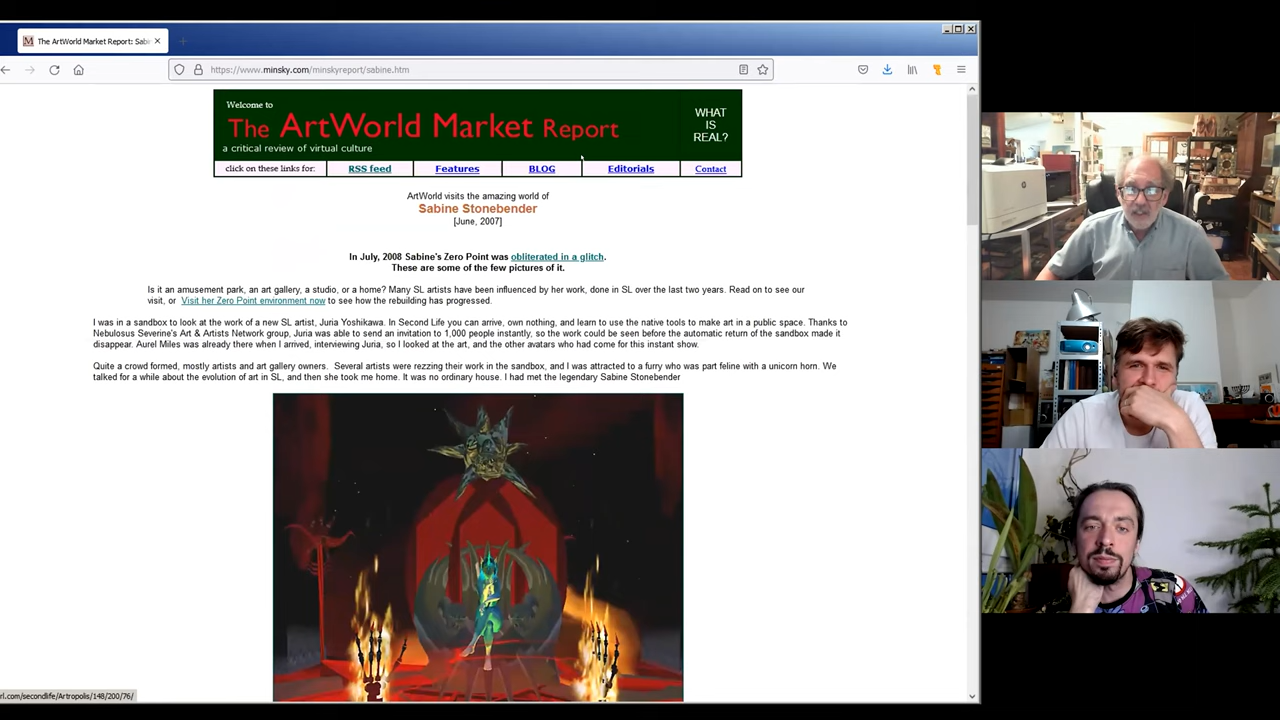 The ArtWorld Market Report: Sabi
https://www.minsky.com/minskyreport/sabine.htm
Welcome to
The ArtWorld Market Report
a critical review of virtual culture
WHAT
IS
REAL?
click on these links for:
RSS feed
Features
BLOG
Editorials
Contact
ArtWorld visits the amazing world of
Sabine Stonebender
[June, 2007]
In July, 2008 Sabine's Zero Point was obliterated in a glitch.
These are some of the few pictures of it.
Is it an amusement park, an art gallery, a studio, or a home? Many SL artists have been influenced by her work, done in SL over the last two years. Read on to see our
visit, or Visit her Zero Point environment now to see how the rebuilding has progressed.
I was in a sandbox to look at the work of a new SL artist, Juria Yoshikawa. In Second Life you can arrive, own nothing, and learn to use the native tools to make art in a public space. Thanks to
Nebulosus Severine's Art & Artists Network group, Juria was able to send an invitation to 1,000 people instantly, so the work could be seen before the automatic return of the sandbox made it
disappear. Aurel Miles was already there when I arrived, interviewing Juria, so I looked at the art, and the other avatars who had come for this instant show.
Quite a crowd formed, mostly artists and art gallery owners. Several artists were rezzing their work in the sandbox, and I was attracted to a furry who was part feline with a unicorn horn. We
talked for a while about the evolution of art in SL, and then she took me home. It was no ordinary house. I had met the legendary Sabine Stonebender
rl.com/secondlife/Artropolis/148/200/76/